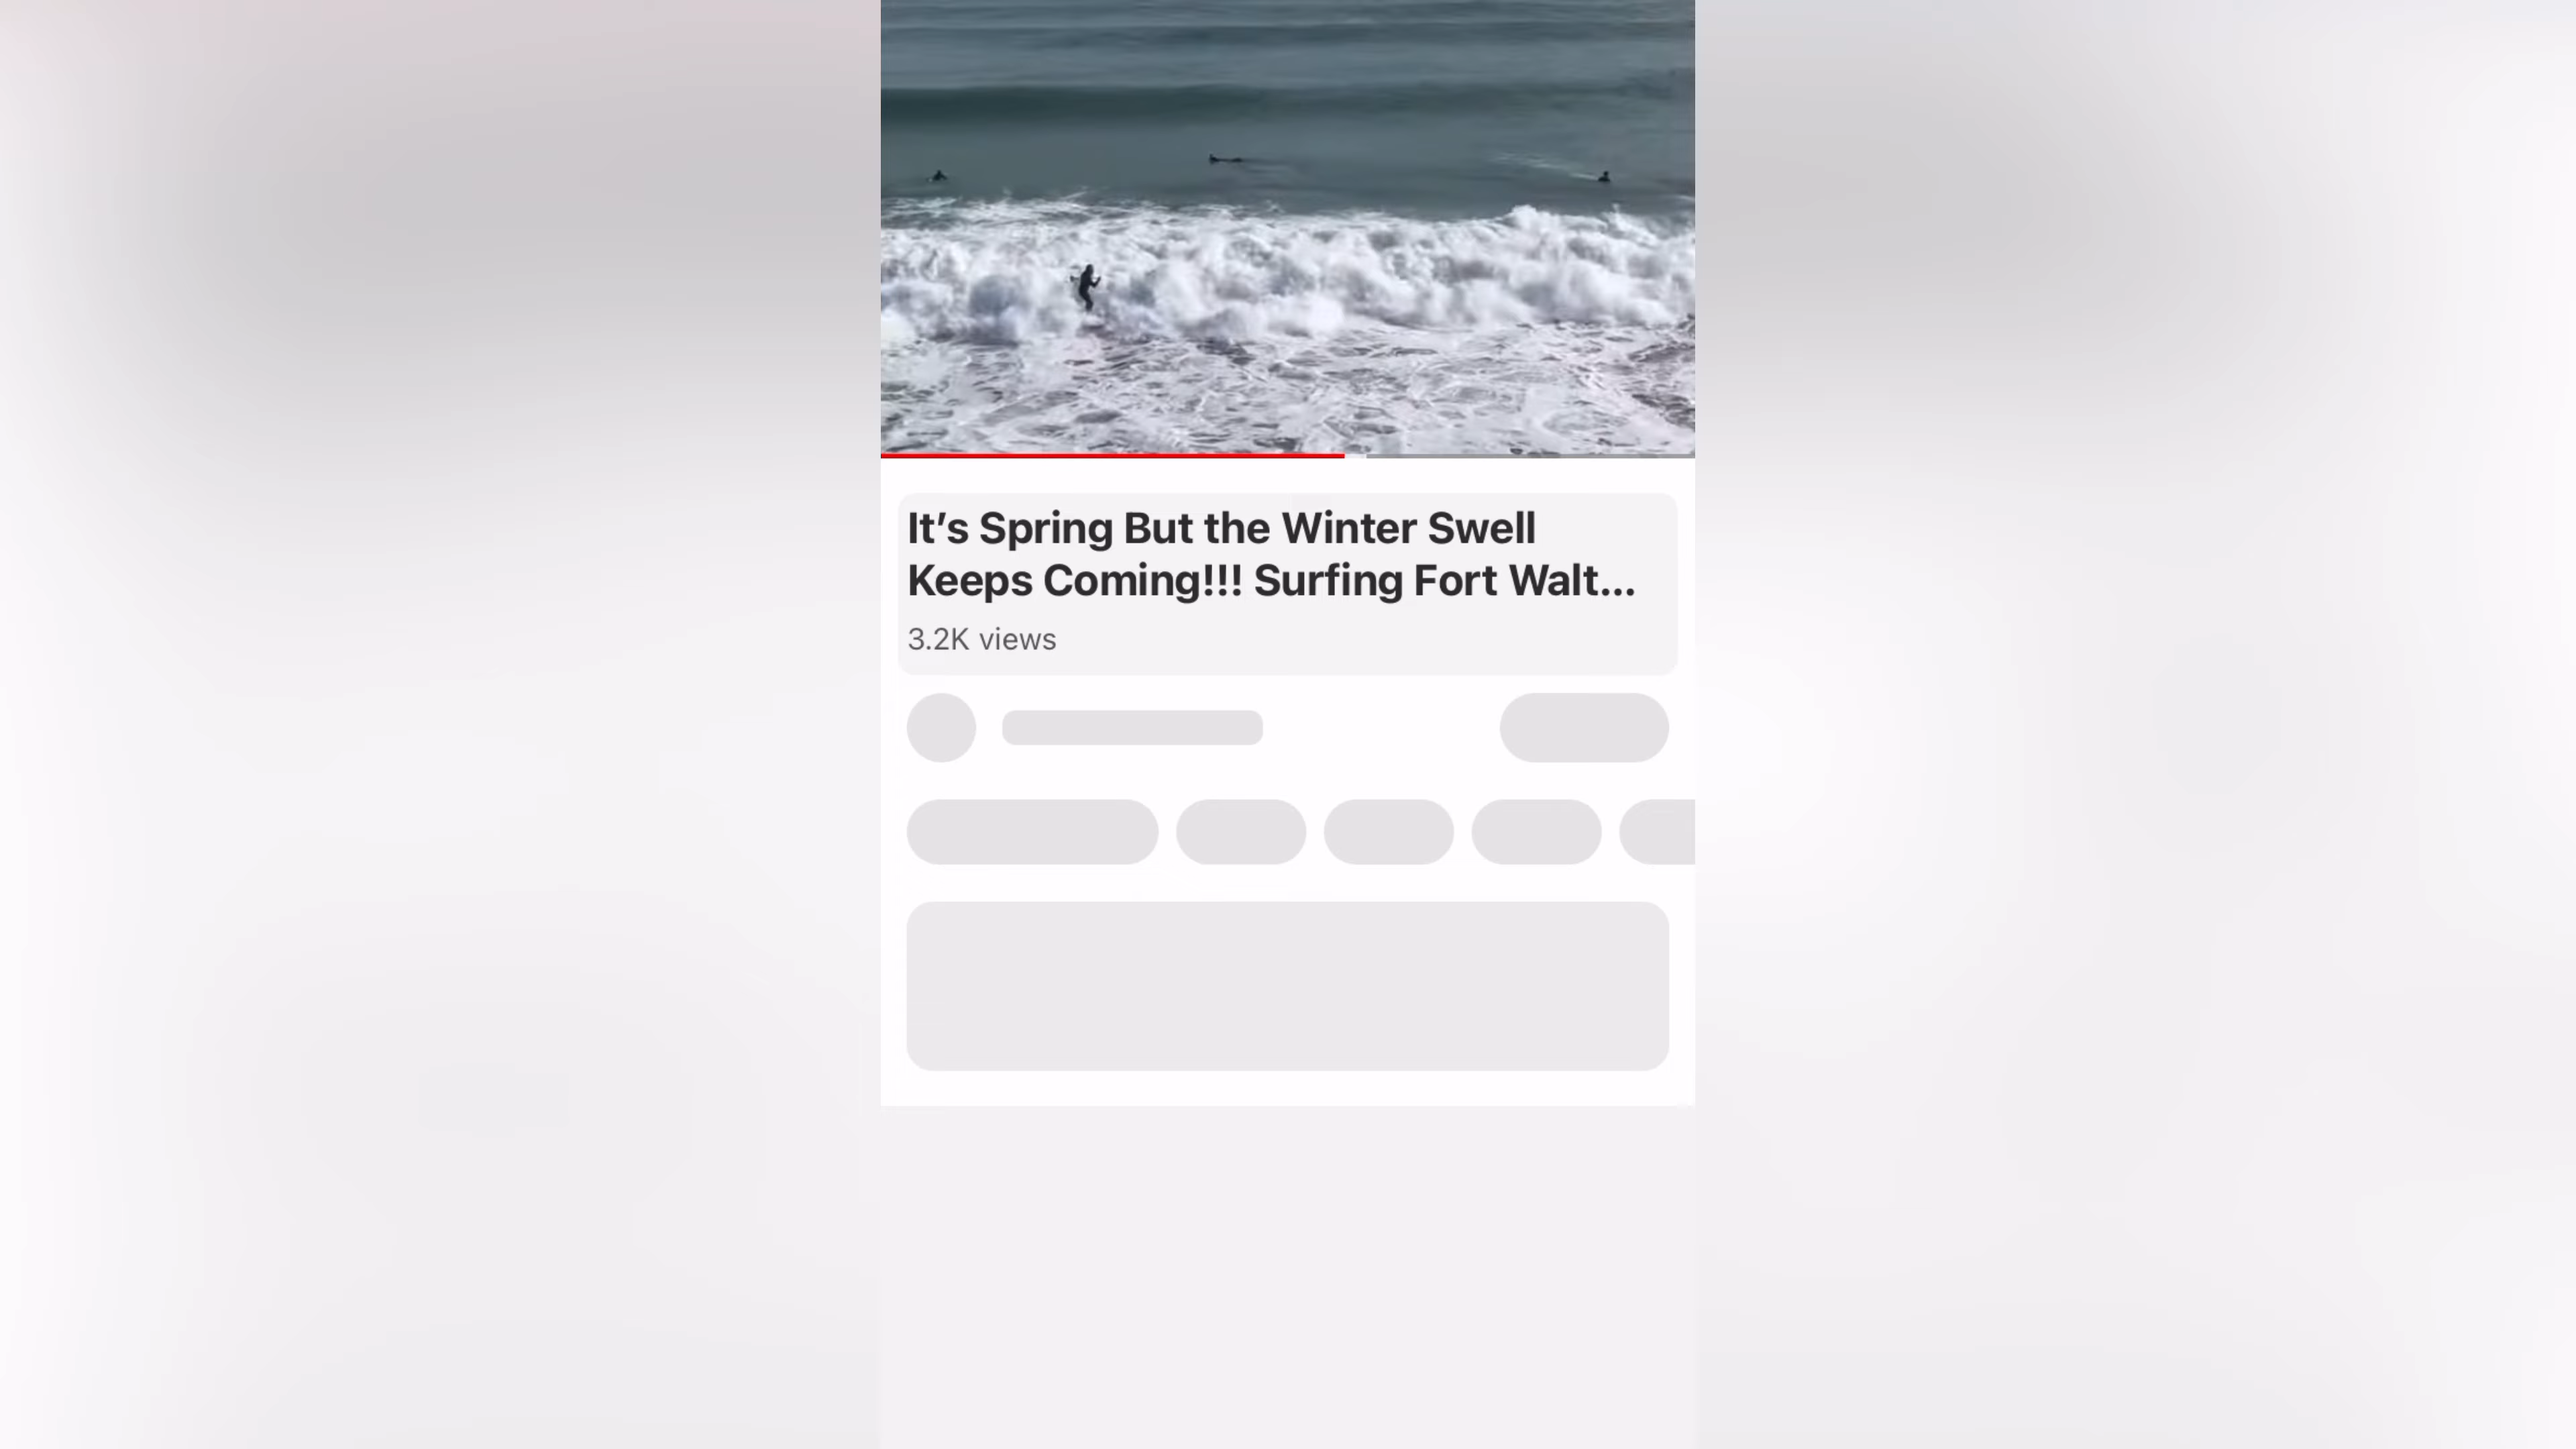 It’s Spring But the Winter Swell
Keeps Coming!!! Surfing Fort Walt...
3.2K views